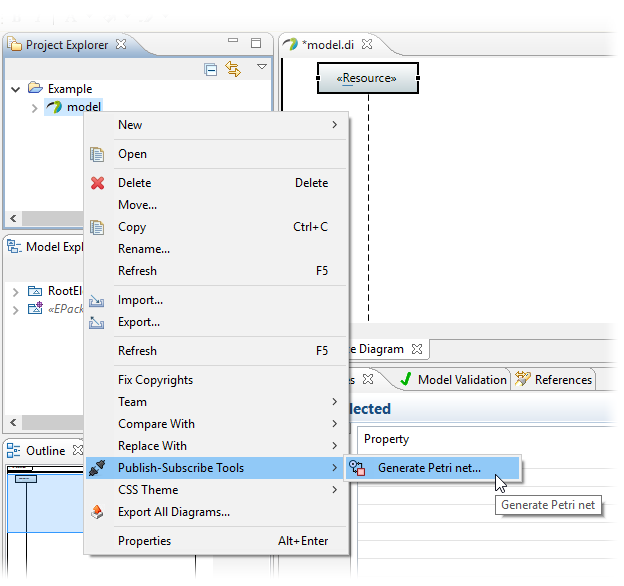 Project Explorer
*model.di
«Resource»
Example
model
New
Open
Delete Delete
Move...
Copy Ctrl+C
Rename...
Refresh F5
Model Expl
RootEl
«EPack
Import...
Export...
Refresh F5
e Diagram
Fix Copyrights
Team
Compare With
Replace With
Publish-Subscribe Tools
CSS Theme
Export All Diagrams...
Properties Alt+Enter
es
Model Validation
References
lected
Property
Outline
Generate Petri net...
Generate Petri net